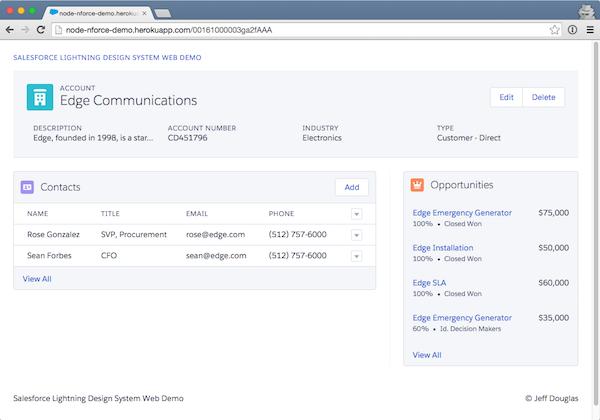 node-nforce-demo.herokuapp
node-nforce-demo.herokuapp.com/00161000003ga2fAAA
SALESFORCE LIGHTNING DESIGN SYSTEM WEB DEMO
ACCOUNT
Edge Communications
Edit Delete
DESCRIPTION ACCOUNT NUMBER INDUSTRY TYPE
Edge, founded in 1998, is a star... CD451796 Electronics Customer - Direct
Contacts Add
NAME TITLE EMAIL PHONE
Rose Gonzalez SVP, Procurement rose@edge.com (512) 757-6000
Sean Forbes CFO sean@edge.com (512) 757-6000
View All
Opportunities
Edge Emergency Generator $75,000
100% • Closed Won
Edge Installation $50,000
100% • Closed Won
Edge SLA $60,000
100% • Closed Won
Edge Emergency Generator $35,000
60% • Id. Decision Makers
View All
Salesforce Lightning Design System Web Demo © Jeff Douglas